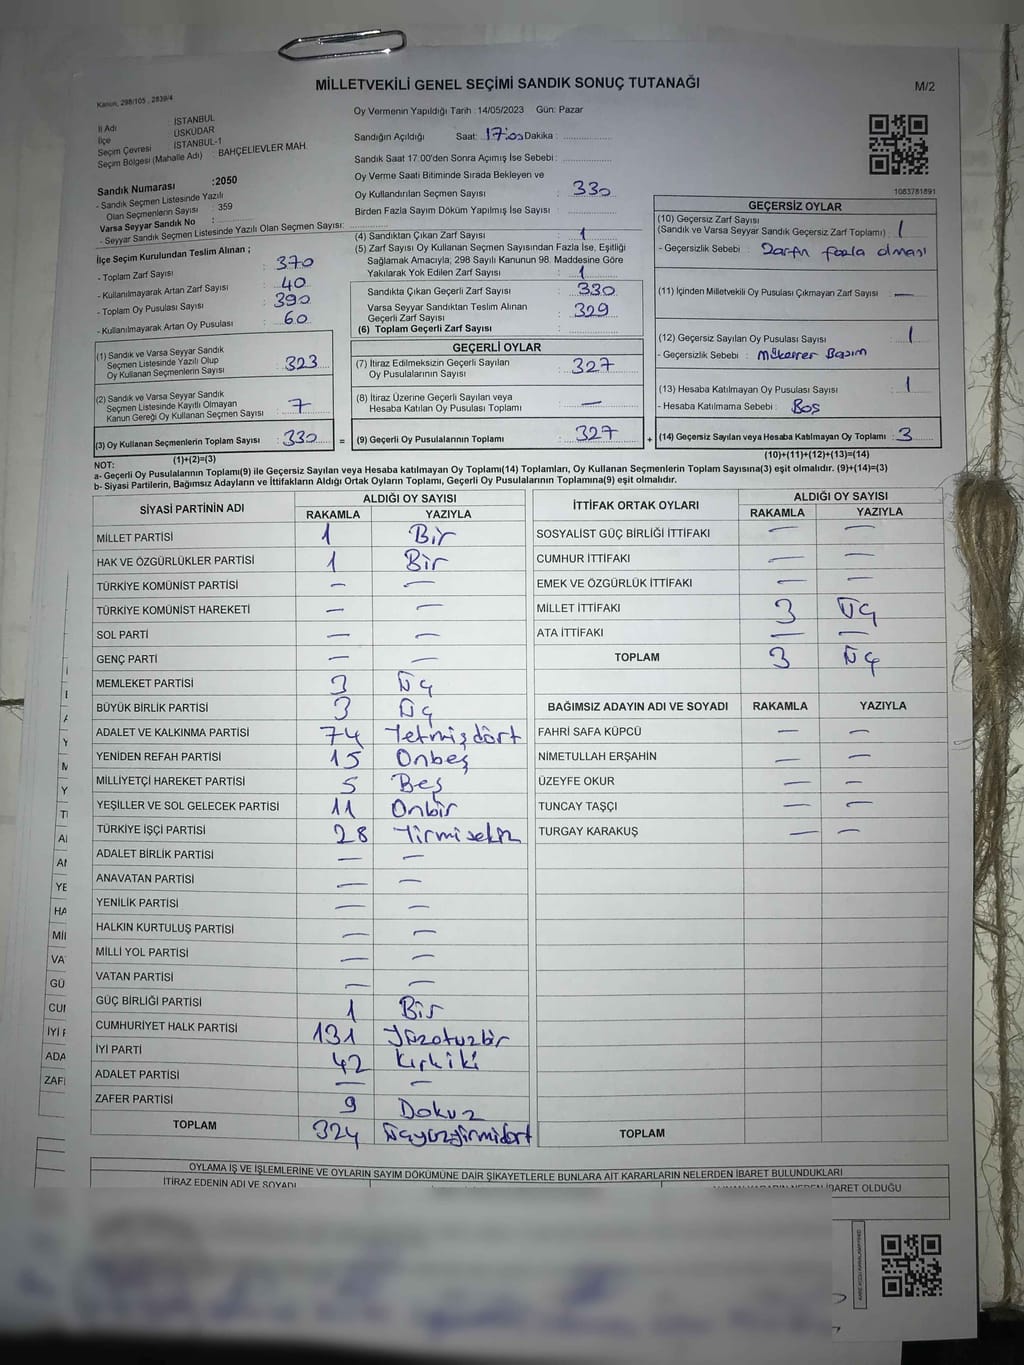 MİLLETVEKİLİ GENEL SEÇİMİ SANDIK SONUÇ TUTANAĞI
M/2
Kanun, 298/105 , 2839/4
İl Adı İSTANBUL
İlçe ÜSKÜDAR
Seçim Çevresi İSTANBUL-1
Seçim Bölgesi (Mahalle Adı) : BAHÇELİEVLER MAH.
Sandık Numarası :2050
- Sandık Seçmen Listesinde Yazılı
Olan Seçmenlerin Sayısı : 359
Varsa Seyyar Sandık No :
- Seyyar Sandık Seçmen Listesinde Yazılı Olan Seçmen Sayısı:
Oy Vermenin Yapıldığı Tarih :14/05/2023 Gün: Pazar
Sandığın Açıldığı Saat: 17:00 Dakika :
Sandık Saat 17.00'den Sonra Açımış İse Sebebi :
Oy Verme Saati Bitiminde Sırada Bekleyen ve
Oy Kullandırılan Seçmen Sayısı : 330
Birden Fazla Sayım Döküm Yapılmış İse Sayısı :
1083781891
İlçe Seçim Kurulundan Teslim Alınan ;
- Toplam Zarf Sayısı : 370
- Kullanılmayarak Artan Zarf Sayısı : 40
- Toplam Oy Pusulası Sayısı : 390
- Kullanılmayarak Artan Oy Pusulası : 60
(1) Sandık ve Varsa Seyyar Sandık
Seçmen Listesinde Yazılı Olup
Oy Kullanan Seçmenlerin Sayısı : 323
(2) Sandık ve Varsa Seyyar Sandık
Seçmen Listesinde Kayıtlı Olmayan
Kanun Gereği Oy Kullanan Seçmen Sayısı : 7
(3) Oy Kullanan Seçmenlerin Toplam Sayısı : 330
(1)+(2)=(3)
(4) Sandıktan Çıkan Zarf Sayısı : 1
(5) Zarf Sayısı Oy Kullanan Seçmen Sayısından Fazla İse, Eşitliği
Sağlamak Amacıyla, 298 Sayılı Kanunun 98. Maddesine Göre
Yakılarak Yok Edilen Zarf Sayısı : 1
Sandıkta Çıkan Geçerli Zarf Sayısı : 330
Varsa Seyyar Sandıktan Teslim Alınan
Geçerli Zarf Sayısı : 329
(6) Toplam Geçerli Zarf Sayısı :
GEÇERLİ OYLAR
(7) İtiraz Edilmeksizin Geçerli Sayılan
Oy Pusulalarının Sayısı : 327
(8) İtiraz Üzerine Geçerli Sayılan veya
Hesaba Katılan Oy Pusulası Toplamı : —
= (9) Geçerli Oy Pusulalarının Toplamı : 327 +
GEÇERSİZ OYLAR
(10) Geçersiz Zarf Sayısı
(Sandık ve Varsa Seyyar Sandık Geçersiz Zarf Toplamı) : 1
- Geçersizlik Sebebi : Zarfın fazla olması
(11) İçinden Milletvekili Oy Pusulası Çıkmayan Zarf Sayısı : —
(12) Geçersiz Sayılan Oy Pusulası Sayısı : 1
- Geçersizlik Sebebi : Mükerrer Basım
(13) Hesaba Katılmayan Oy Pusulası Sayısı : 1
- Hesaba Katılmama Sebebi : Boş
(14) Geçersiz Sayılan veya Hesaba Katılmayan Oy Toplamı : 3
(10)+(11)+(12)+(13)=(14)
NOT:
a- Geçerli Oy Pusulalarının Toplamı(9) ile Geçersiz Sayılan veya Hesaba katılmayan Oy Toplamı(14) Toplamları, Oy Kullanan Seçmenlerin Toplam Sayısına(3) eşit olmalıdır. (9)+(14)=(3)
b- Siyasi Partilerin, Bağımsız Adayların ve İttifakların Aldığı Ortak Oyların Toplamı, Geçerli Oy Pusulalarının Toplamına(9) eşit olmalıdır.
SİYASİ PARTİNİN ADI ALDIĞI OY SAYISI
RAKAMLA YAZIYLA
MİLLET PARTİSİ 1 Bir
HAK VE ÖZGÜRLÜKLER PARTİSİ 1 Bir
TÜRKİYE KOMÜNİST PARTİSİ — —
TÜRKİYE KOMÜNİST HAREKETİ — —
SOL PARTİ — —
GENÇ PARTİ — —
MEMLEKET PARTİSİ 3 Üç
BÜYÜK BİRLİK PARTİSİ 3 Üç
ADALET VE KALKINMA PARTİSİ 74 Yetmişdört
YENİDEN REFAH PARTİSİ 15 Onbeş
MİLLİYETÇİ HAREKET PARTİSİ 5 Beş
YEŞİLLER VE SOL GELECEK PARTİSİ 11 Onbir
TÜRKİYE İŞÇİ PARTİSİ 28 Yirmisekiz
ADALET BİRLİK PARTİSİ — —
ANAVATAN PARTİSİ — —
YENİLİK PARTİSİ — —
HALKIN KURTULUŞ PARTİSİ — —
MİLLİ YOL PARTİSİ — —
VATAN PARTİSİ — —
GÜÇ BİRLİĞİ PARTİSİ 1 Bir
CUMHURİYET HALK PARTİSİ 131 Yüzotuzbir
İYİ PARTİ 42 Kırkiki
ADALET PARTİSİ — —
ZAFER PARTİSİ 9 Dokuz
TOPLAM 324 Üçyüzyirmidört
İTTİFAK ORTAK OYLARI ALDIĞI OY SAYISI
RAKAMLA YAZIYLA
SOSYALİST GÜÇ BİRLİĞİ İTTİFAKI — —
CUMHUR İTTİFAKI — —
EMEK VE ÖZGÜRLÜK İTTİFAKI — —
MİLLET İTTİFAKI 3 Üç
ATA İTTİFAKI — —
TOPLAM 3 Üç
BAĞIMSIZ ADAYIN ADI VE SOYADI RAKAMLA YAZIYLA
FAHRİ SAFA KÜPCÜ — —
NİMETULLAH ERŞAHİN — —
ÜZEYFE OKUR — —
TUNCAY TAŞÇI — —
TURGAY KARAKUŞ — —
TOPLAM
OYLAMA İŞ VE İŞLEMLERİNE VE OYLARIN SAYIM DÖKÜMÜNE DAİR ŞİKAYETLERLE BUNLARA AİT KARARLARIN NELERDEN İBARET BULUNDUKLARI
İTİRAZ EDENİN ADI VE SOYADI
NEDEN İBARET OLDUĞU